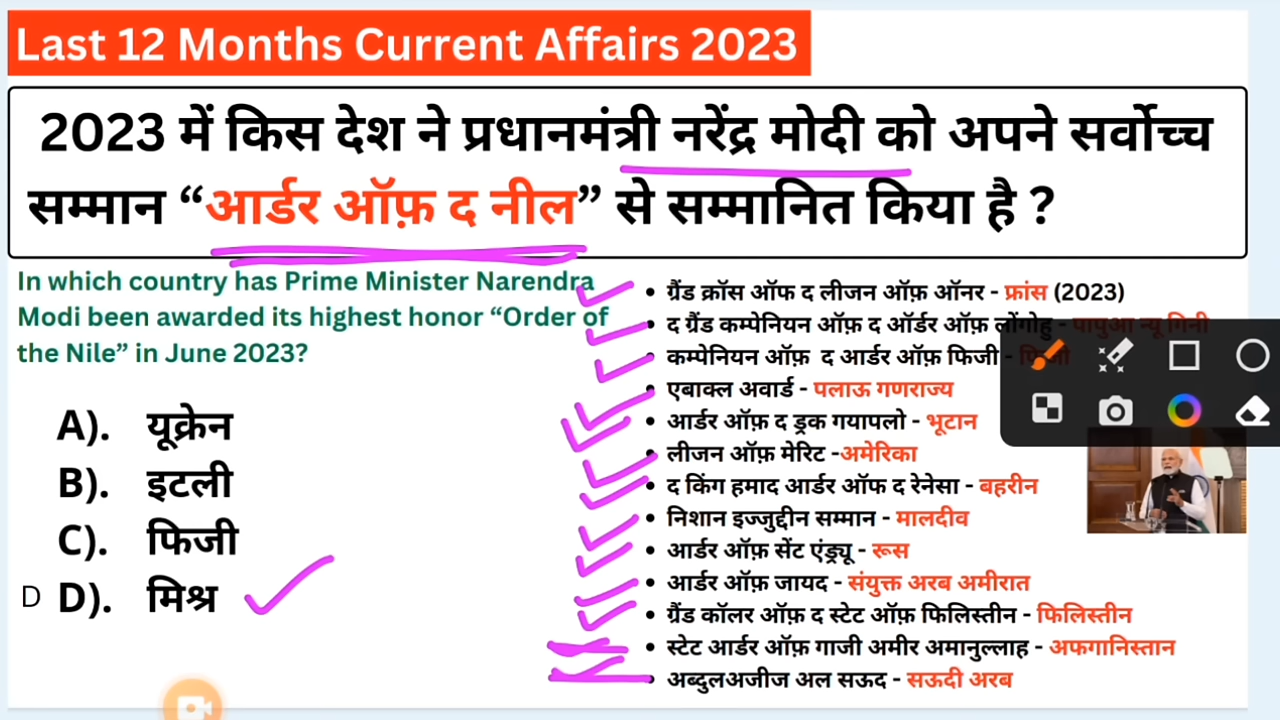 Last 12 Months Current Affairs 2023
2023 में किस देश ने प्रधानमंत्री नरेंद्र मोदी को अपने सर्वोच्च
सम्मान “आर्डर ऑफ़ द नील” से सम्मानित किया है ?
In which country has Prime Minister Narendra
Modi been awarded its highest honor “Order of
the Nile” in June 2023?
A). यूक्रेन
B). इटली
C). फिजी
D D). मिश्र
• ग्रैंड क्रॉस ऑफ द लीजन ऑफ़ ऑनर - फ्रांस (2023)
• द ग्रैंड कम्पेनियन ऑफ़ द ऑर्डर ऑफ़ लोंगोहु - पापुआ न्यू गिनी
• कम्पेनियन ऑफ़ द आर्डर ऑफ़ फिजी - फिजी
• एबाक्ल अवार्ड - पलाऊ गणराज्य
• आर्डर ऑफ़ द ड्रक गयापलो - भूटान
• लीजन ऑफ़ मेरिट -अमेरिका
• द किंग हमाद आर्डर ऑफ द रेनेसा - बहरीन
• निशान इज्जुद्दीन सम्मान - मालदीव
• आर्डर ऑफ़ सेंट एंड्र्यू - रूस
• आर्डर ऑफ़ जायद - संयुक्त अरब अमीरात
• ग्रैंड कॉलर ऑफ़ द स्टेट ऑफ फिलिस्तीन - फिलिस्तीन
• स्टेट आर्डर ऑफ़ गाजी अमीर अमानुल्लाह - अफगानिस्तान
• अब्दुलअजीज अल सऊद - सऊदी अरब